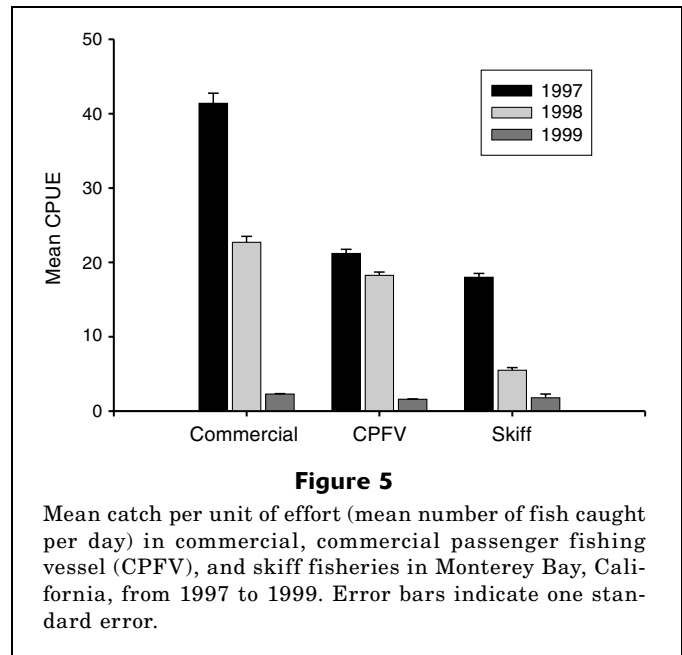 50
40
30
20
10
0
Mean CPUE
1997
1998
1999
Commercial CPFV Skiff
Figure 5
Mean catch per unit of effort (mean number of fish caught
per day) in commercial, commercial passenger fishing
vessel (CPFV), and skiff fisheries in Monterey Bay, Cali-
fornia, from 1997 to 1999. Error bars indicate one stan-
dard error.